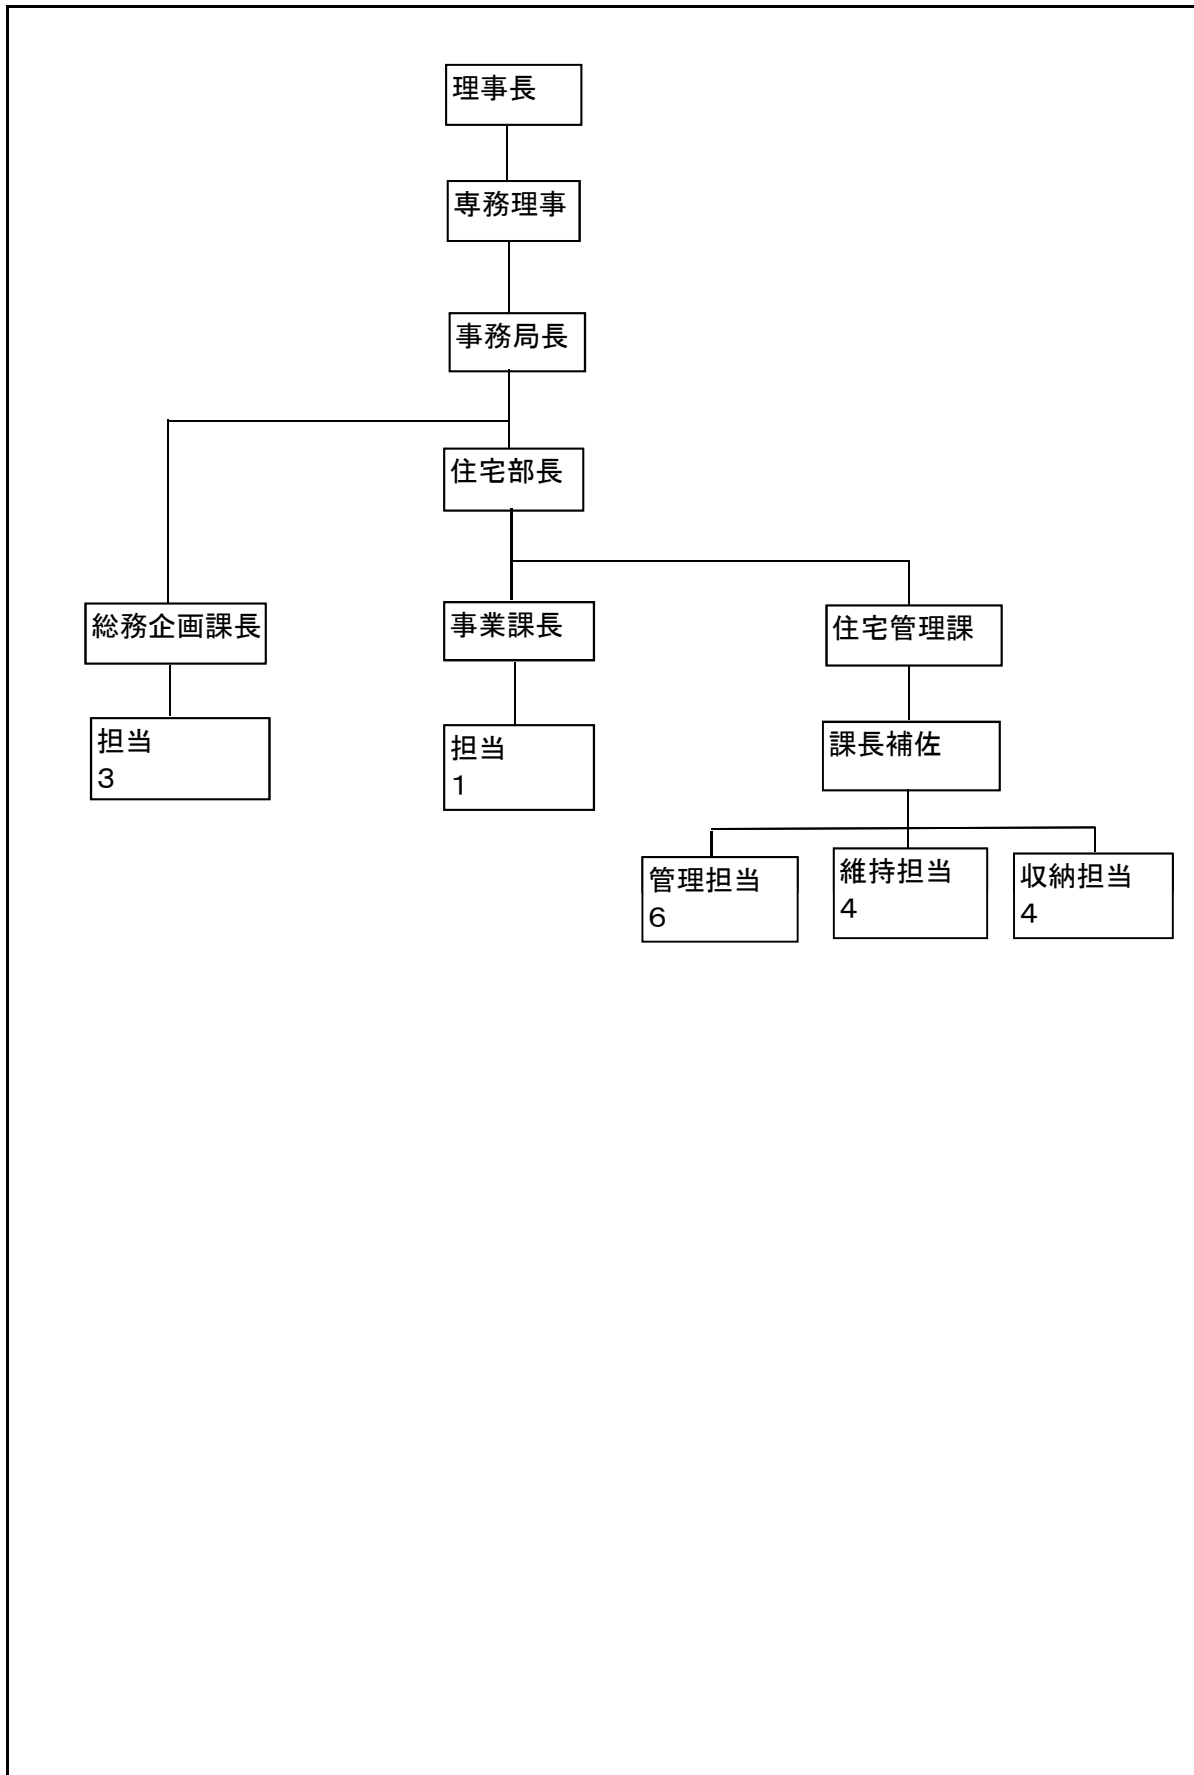 理事長
専務理事
事務局長
住宅部長
総務企画課長
事業課長
住宅管理課
担当
3
担当
1
課長補佐
管理担当
6
維持担当
4
収納担当
4